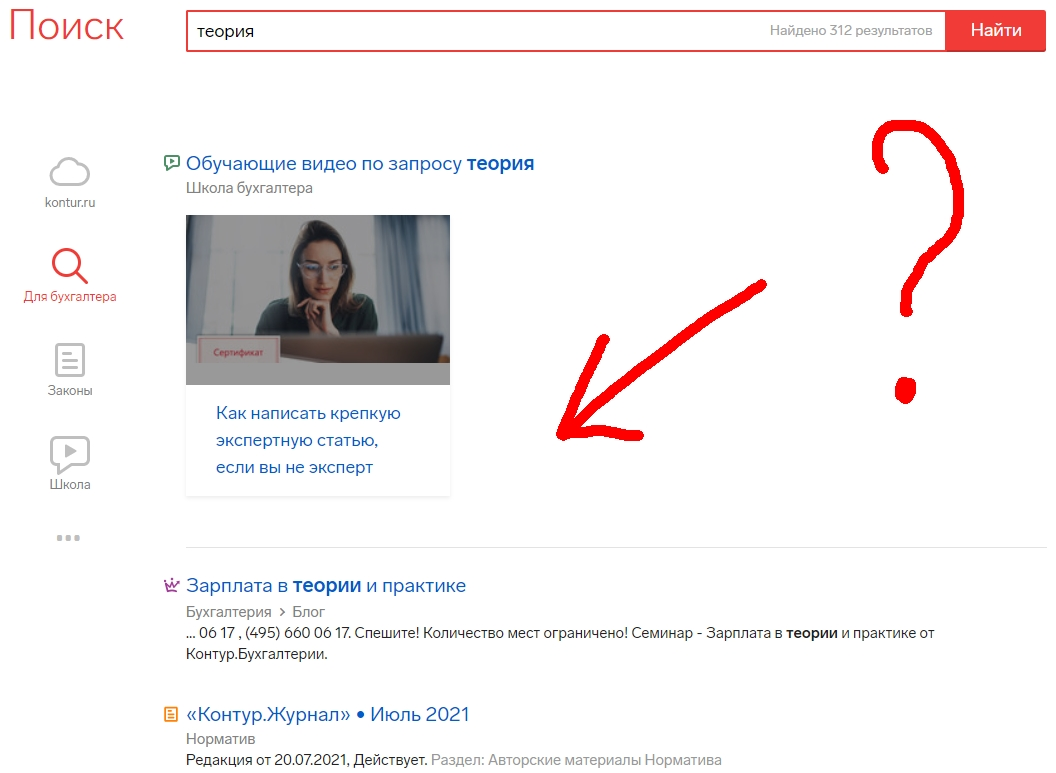 Поиск
теория
Найдено 312 результатов
Найти
kontur.ru
Для бухгалтера
Законы
Школа
Обучающие видео по запросу теория
Школа бухгалтера
Сертификат
Как написать крепкую
экспертную статью,
если вы не эксперт
?
Зарплата в теории и практике
Бухгалтерия > Блог
... 06 17 , (495) 660 06 17. Спешите! Количество мест ограничено! Семинар - Зарплата в теории и практике от
Контур.Бухгалтерии.
«Контур.Журнал» • Июль 2021
Норматив
Редакция от 20.07.2021, Действует. Раздел: Авторские материалы Норматива